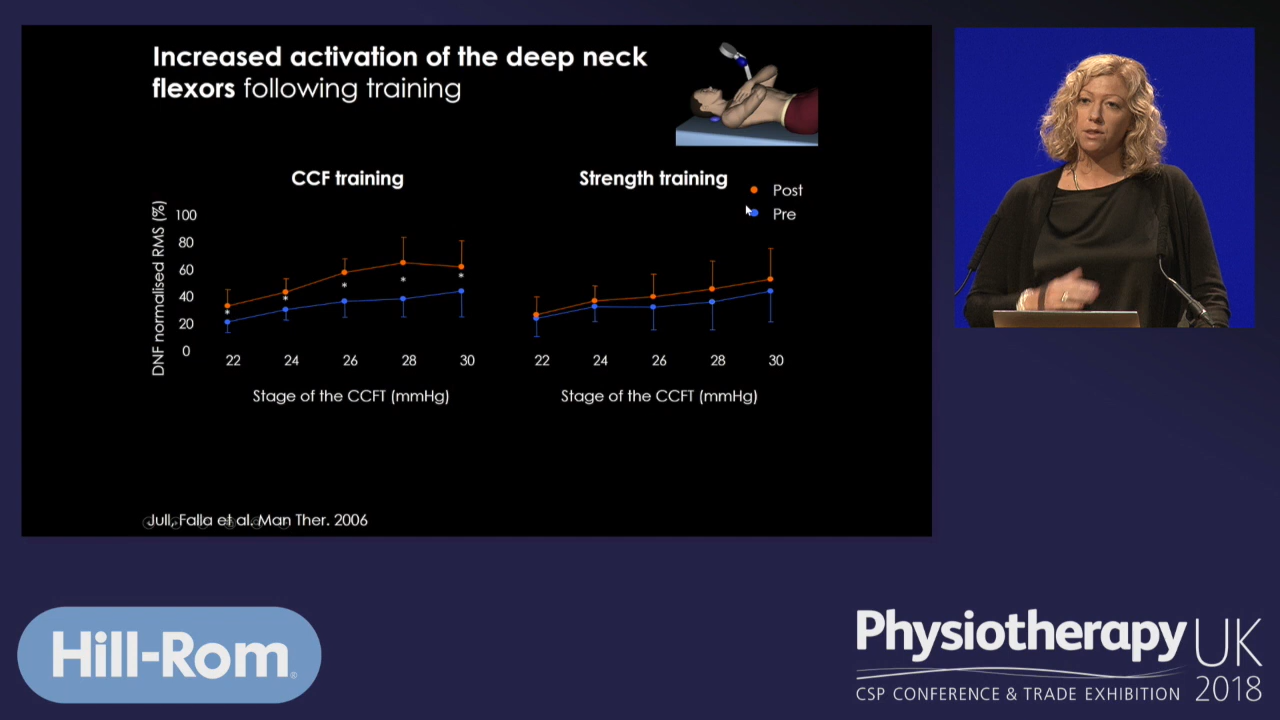 Increased activation of the deep neck
flexors following training
CCF training
Strength training
Post
Pre
DNF normalised RMS (%)
100
80
60
40
20
0
22 24 26 28 30
Stage of the CCFT (mmHg)
22 24 26 28 30
Stage of the CCFT (mmHg)
Jull, Falla et al. Man Ther. 2006
Hill-Rom®
Physiotherapy UK
CSP CONFERENCE & TRADE EXHIBITION 2018